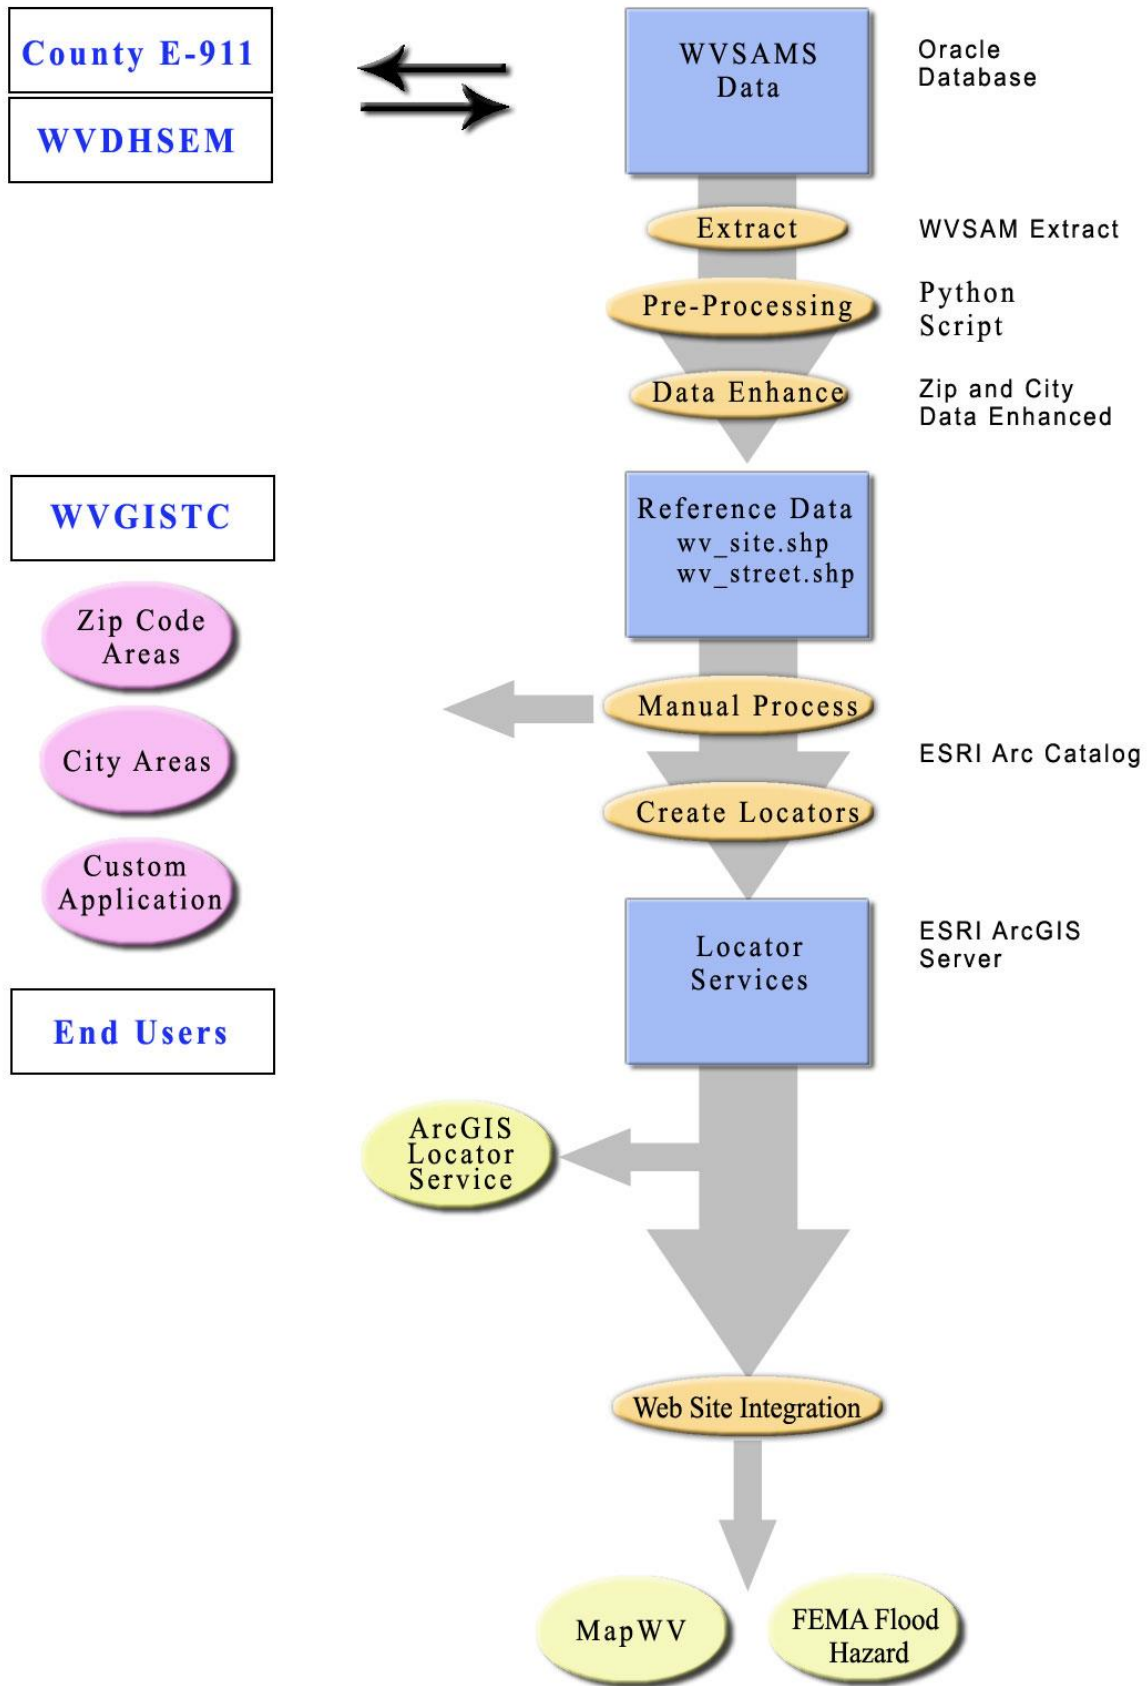 County E-911
WVDHSEM
WVSAMS
Data
Oracle
Database
Extract
WVSAM Extract
Pre-Processing
Python
Script
Data Enhance
Zip and City
Data Enhanced
WVGISTC
Reference Data
wv_site.shp
wv_street.shp
Zip Code
Areas
Manual Process
City Areas
ESRI Arc Catalog
Create Locators
Custom
Application
Locator
Services
ESRI ArcGIS
Server
End Users
ArcGIS
Locator
Service
Web Site Integration
MapWV
FEMA Flood
Hazard